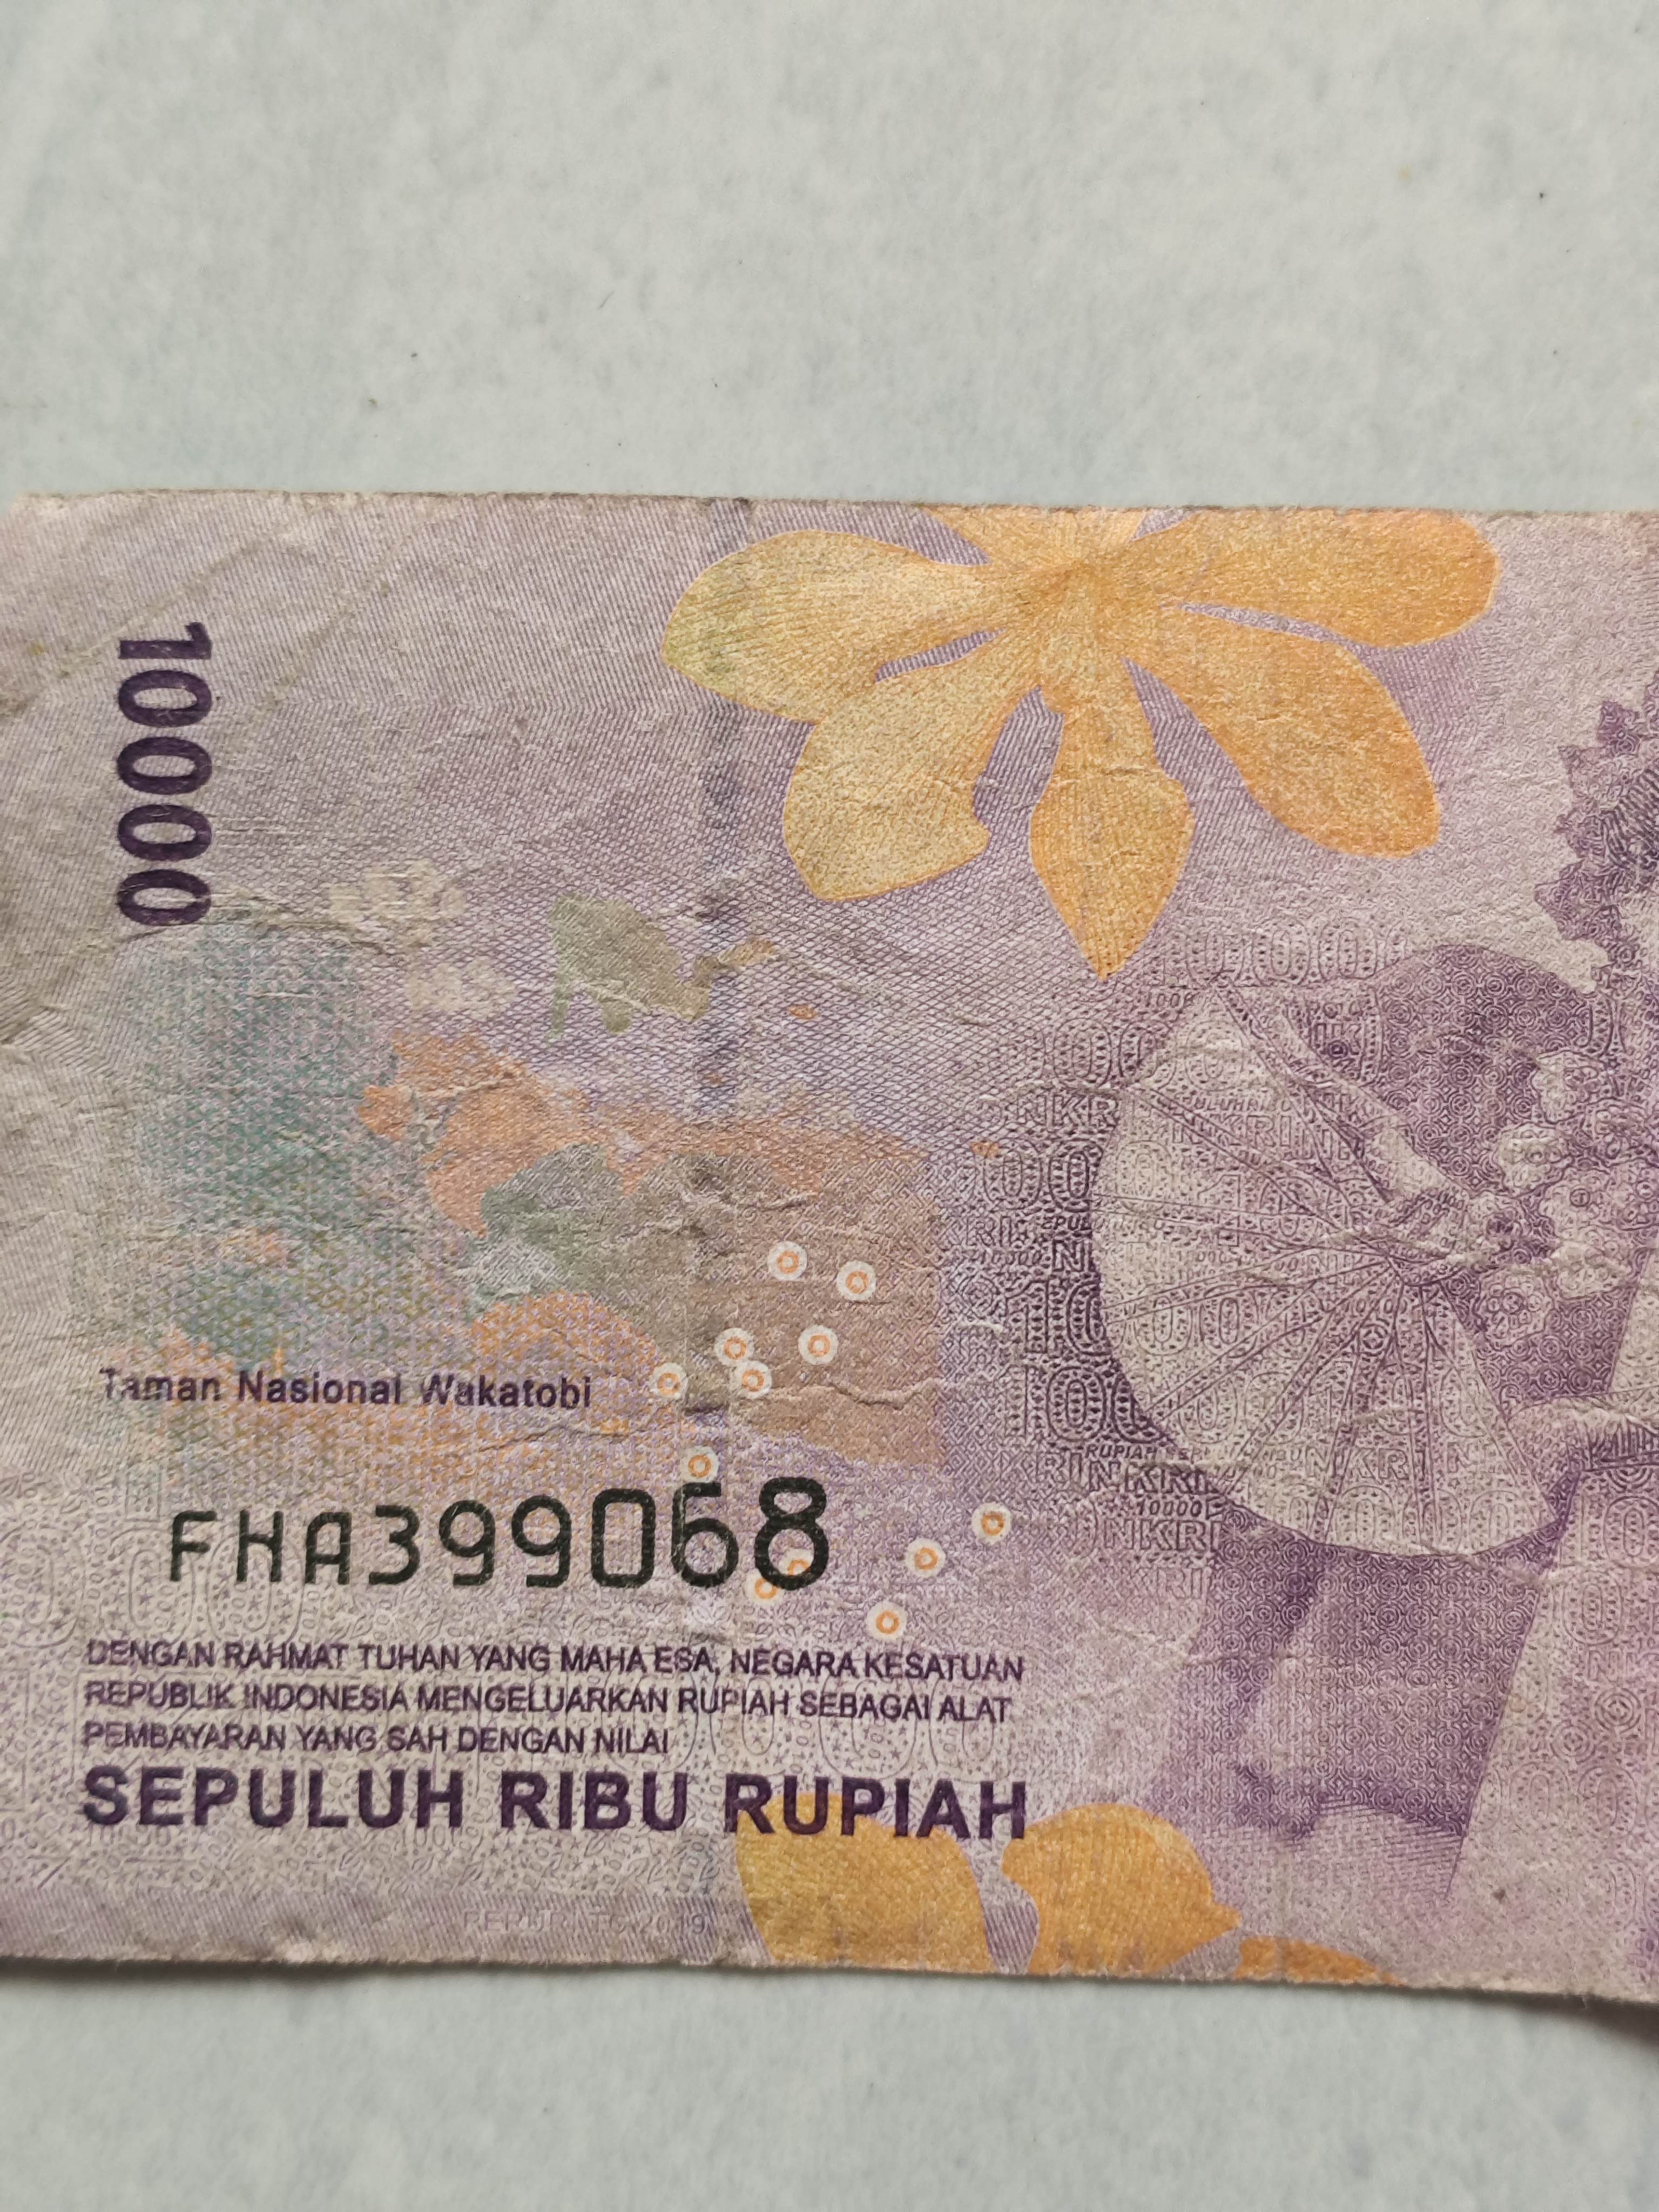 10000
Taman Nasional Wakatobi
FHA399068
DENGAN RAHMAT TUHAN YANG MAHA ESA, NEGARA KESATUAN
REPUBLIK INDONESIA MENGELUARKAN RUPIAH SEBAGAI ALAT
PEMBAYARAN YANG SAH DENGAN NILAI
SEPULUH RIBU RUPIAH
2019